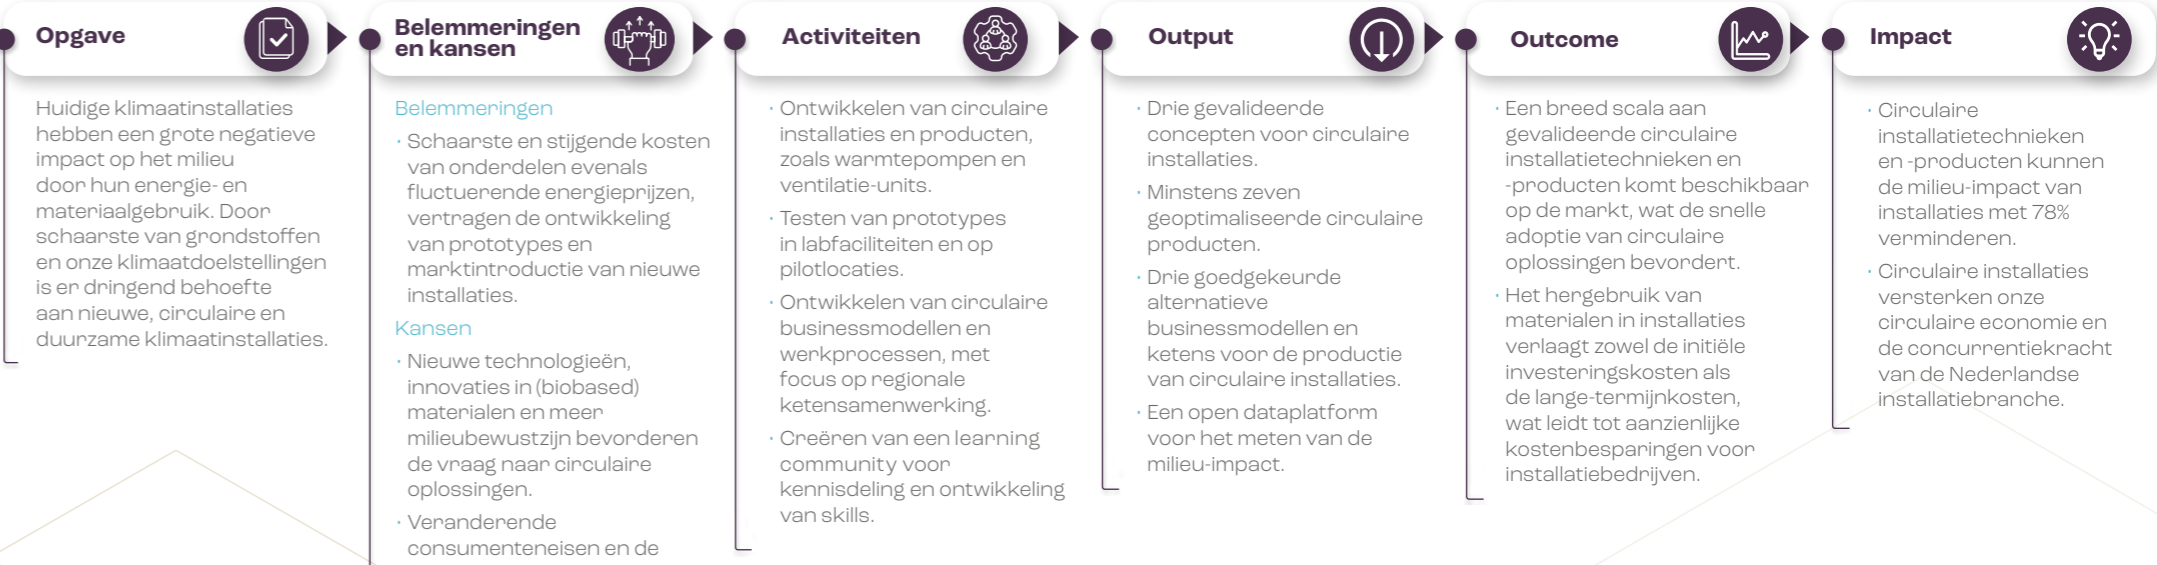 Opgave
Huidige klimaatinstallaties
hebben een grote negatieve
impact op het milieu
door hun energie- en
materiaalgebruik. Door
schaarste van grondstoffen
en onze klimaatdoelstellingen
is er dringend behoefte
aan nieuwe, circulaire en
duurzame klimaatinstallaties.
Belemmeringen
en kansen
Belemmeringen
· Schaarste en stijgende kosten
van onderdelen evenals
fluctuerende energieprijzen,
vertragen de ontwikkeling
van prototypes en
marktintroductie van nieuwe
installaties.
Kansen
· Nieuwe technologieën,
innovaties in (biobased)
materialen en meer
milieubewustzijn bevorderen
de vraag naar circulaire
oplossingen.
· Veranderende
consumenteneisen en de
Activiteiten
· Ontwikkelen van circulaire
installaties en producten,
zoals warmtepompen en
ventilatie-units.
· Testen van prototypes
in labfaciliteiten en op
pilotlocaties.
· Ontwikkelen van circulaire
businessmodellen en
werkprocessen, met
focus op regionale
ketensamenwerking.
· Creëren van een learning
community voor
kennisdeling en ontwikkeling
van skills.
Output
· Drie gevalideerde
concepten voor circulaire
installaties.
· Minstens zeven
geoptimaliseerde circulaire
producten.
· Drie goedgekeurde
alternatieve
businessmodellen en
ketens voor de productie
van circulaire installaties.
· Een open dataplatform
voor het meten van de
milieu-impact.
Outcome
· Een breed scala aan
gevalideerde circulaire
installatietechnieken en
-producten komt beschikbaar
op de markt, wat de snelle
adoptie van circulaire
oplossingen bevordert.
· Het hergebruik van
materialen in installaties
verlaagt zowel de initiële
investeringskosten als
de lange-termijnkosten,
wat leidt tot aanzienlijke
kostenbesparingen voor
installatiebedrijven.
Impact
· Circulaire
installatietechnieken
en -producten kunnen
de milieu-impact van
installaties met 78%
verminderen.
· Circulaire installaties
versterken onze
circulaire economie en
de concurrentiekracht
van de Nederlandse
installatiebranche.